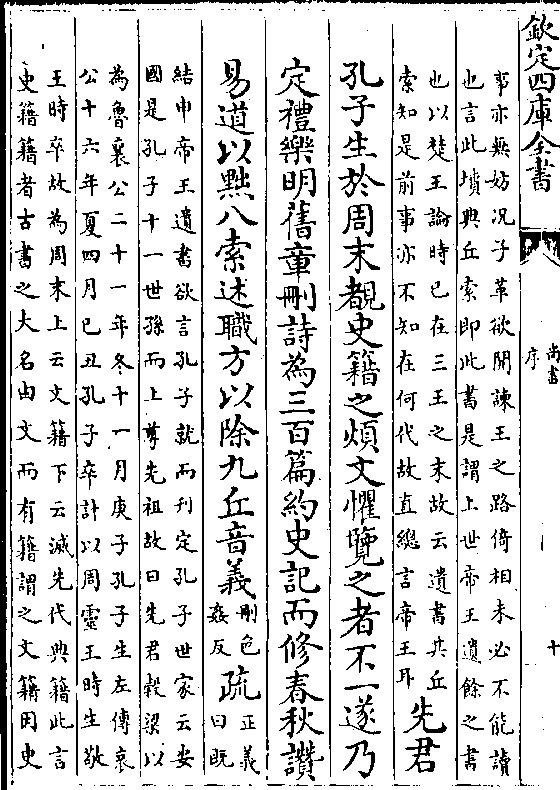 欽定四庫全書
尚書
序
十
事亦無妨况子革欲開諫王之路倚相未必不能讀
也言此墳典丘索即此書是謂上世帝王遺餘之書
也以楚王論時已在三王之末故云遺書其丘
索知是前事亦不知在何代故直總言帝王耳
先君
孔子生於周末覩史籍之煩文懼覽之者不一遂乃
定禮樂明舊章刪詩為三百篇約史記而修春秋讚
易道以黜八索述職方以除九丘音義
刪色
姦反
疏
正義
曰既
結申帝王遺書欲言孔子就而刋定孔子世家云安
國是孔子十一世孫而上尊先祖故曰先君穀梁以
為魯襄公二十一年冬十一月庚子孔子生左傳哀
公十六年夏四月己丑孔子卒計以周靈王時生敬
王時卒故為周末上云文籍下云滅先代典籍此言
史籍籍者古書之大名由文而有籍謂之文籍因史